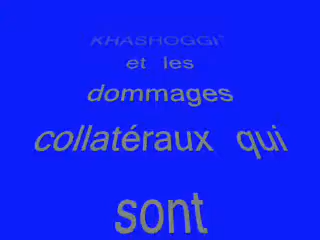 KHASHOGGI"
et les
dommages
collatéraux qui
sont